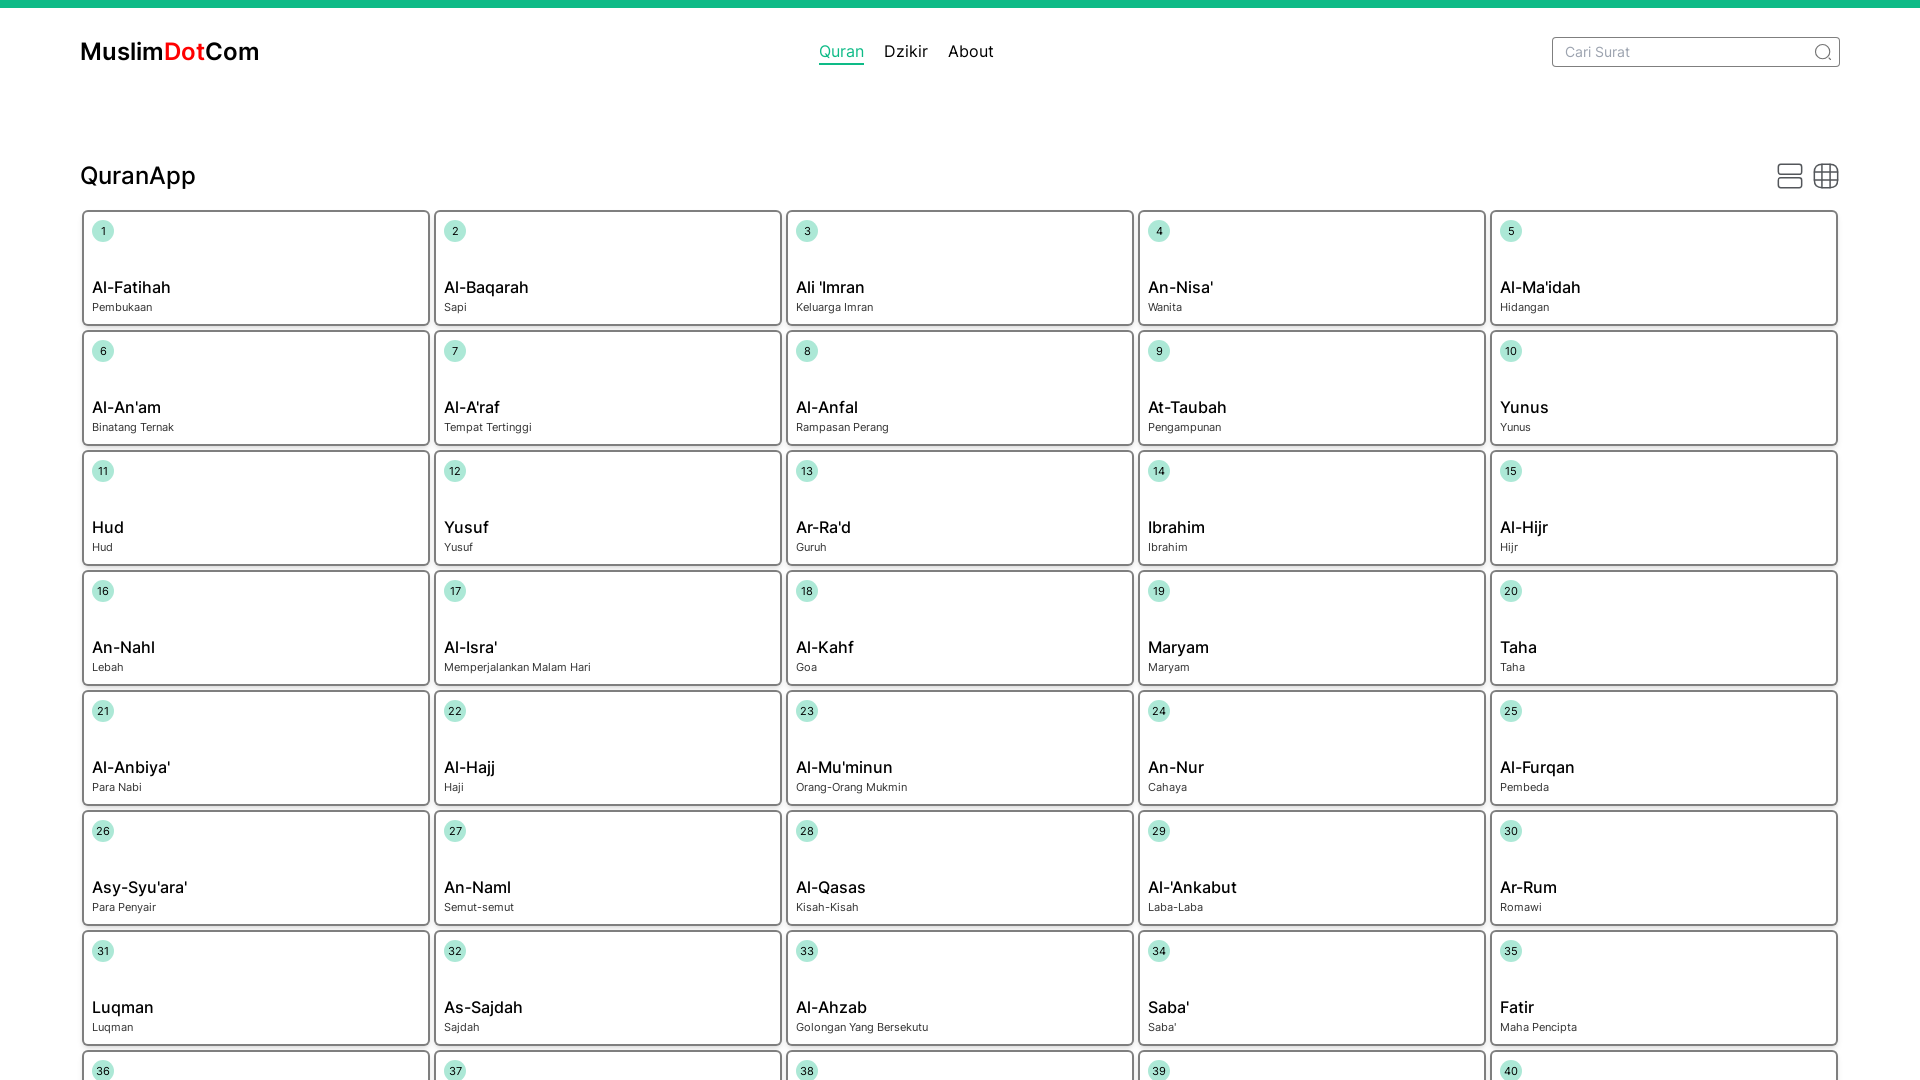 MuslimDotCom
Quran Dzikir About
Cari Surat
QuranApp
1 2 3 4 5
Al-Fatihah Al-Baqarah Ali 'Imran An-Nisa' Al-Ma'idah
Pembukaan Sapi Keluarga Imran Wanita Hidangan
6 7 8 9 10
Al-An'am Al-A'raf Al-Anfal At-Taubah Yunus
Binatang Ternak Tempat Tertinggi Rampasan Perang Pengampunan Yunus
11 12 13 14 15
Hud Yusuf Ar-Ra'd Ibrahim Al-Hijr
Hud Yusuf Guruh Ibrahim Hijr
16 17 18 19 20
An-Nahl Al-Isra' Al-Kahf Maryam Taha
Lebah Memperjalankan Malam Hari Goa Maryam Taha
21 22 23 24 25
Al-Anbiya' Al-Hajj Al-Mu'minun An-Nur Al-Furqan
Para Nabi Haji Orang-Orang Mukmin Cahaya Pembeda
26 27 28 29 30
Asy-Syu'ara' An-Naml Al-Qasas Al-'Ankabut Ar-Rum
Para Penyair Semut-semut Kisah-Kisah Laba-Laba Romawi
31 32 33 34 35
Luqman As-Sajdah Al-Ahzab Saba' Fatir
Luqman Sajdah Golongan Yang Bersekutu Saba' Maha Pencipta
36 37 38 39 40